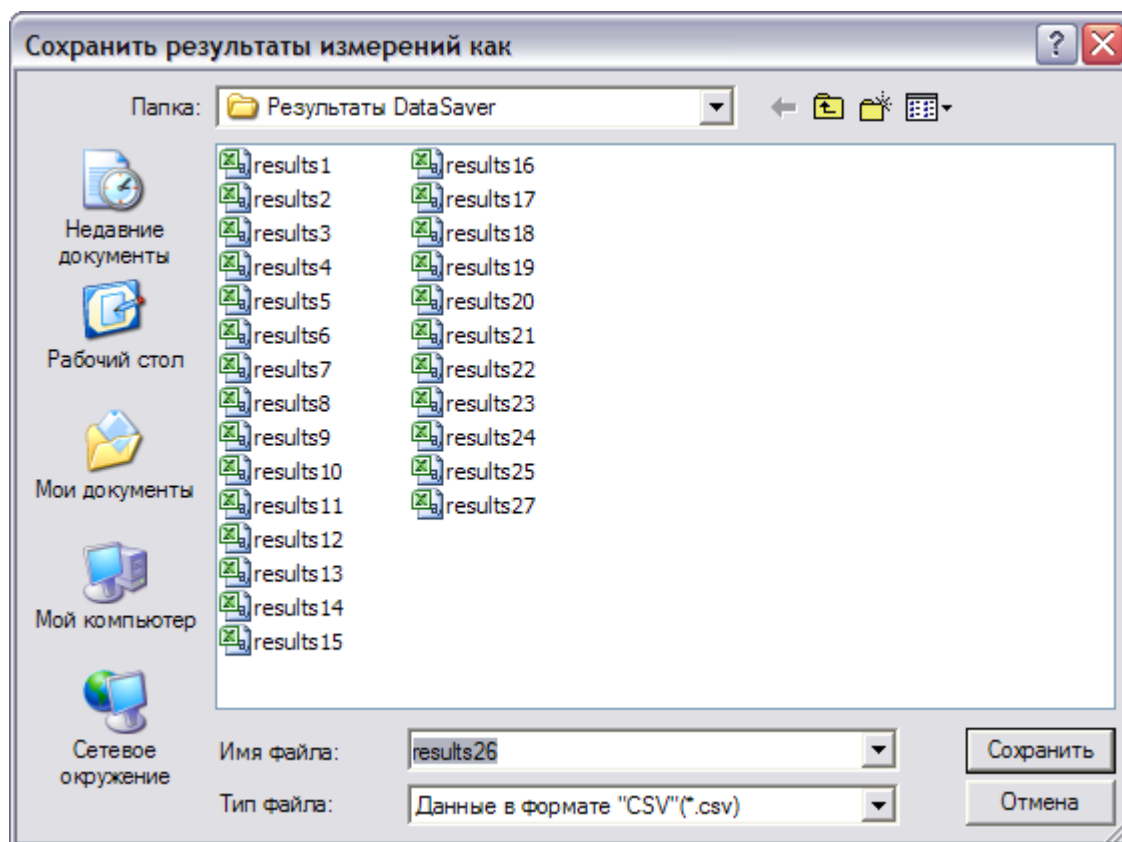 Сохранить результаты измерений как
Папка: Результаты DataSaver
Недавние
документы
Рабочий стол
Мои документы
Мой компьютер
Сетевое
окружение
results1
results2
results3
results4
results5
results6
results7
results8
results9
results10
results11
results12
results13
results14
results15
results16
results17
results18
results19
results20
results21
results22
results23
results24
results25
results27
Имя файла: results26 Сохранить
Тип файла: Данные в формате "CSV"(*.csv) Отмена